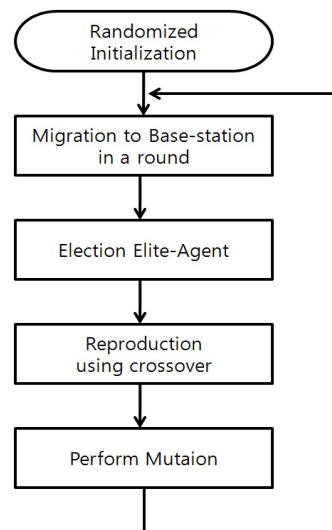 Randomized
Initialization
Migration to Base-station
in a round
Election Elite-Agent
Reproduction
using crossover
Perform Mutaion